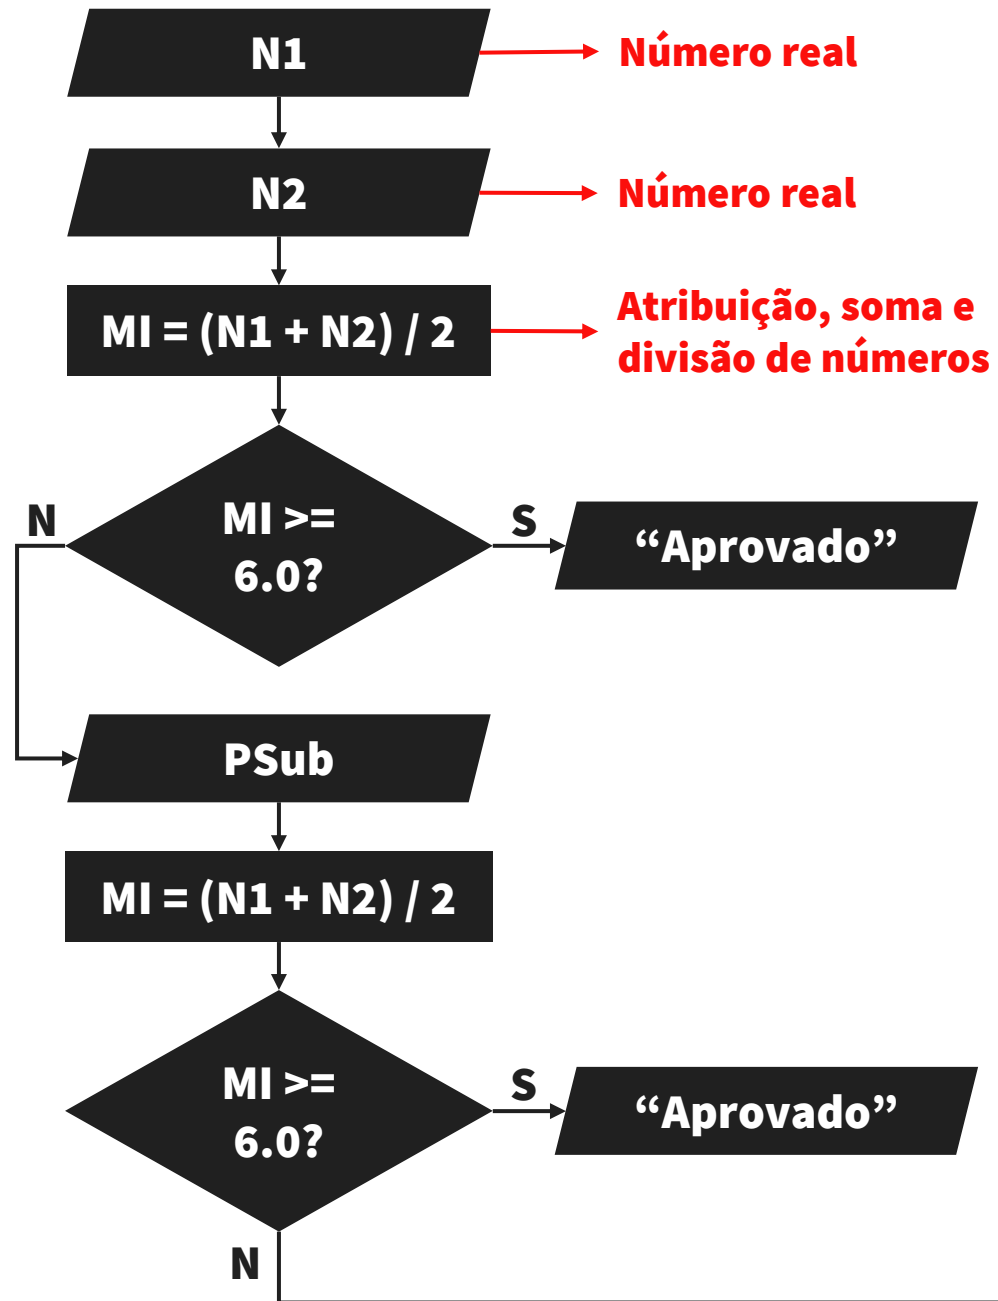 N1
Número real
N2
Número real
MI = (N1 + N2) / 2
Atribuição, soma e
divisão de números
MI >=
6.0?
N
S
“Aprovado”
PSub
MI = (N1 + N2) / 2
MI >=
6.0?
S
“Aprovado”
N